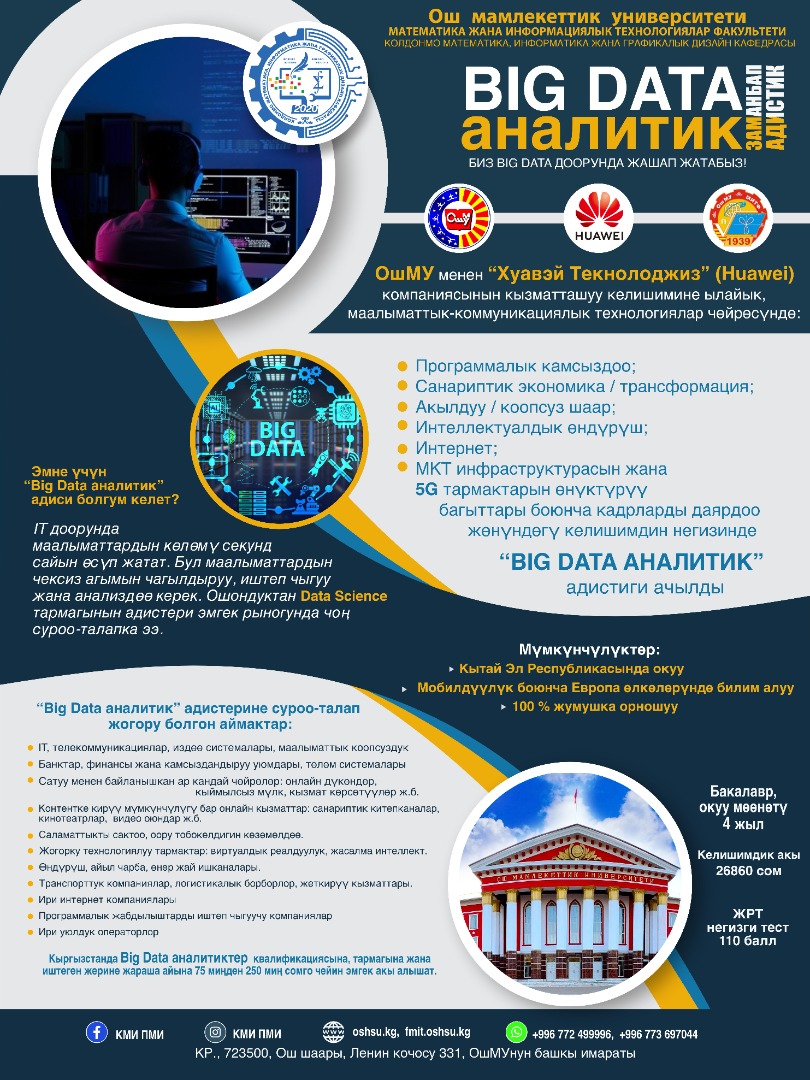 Ош мамлекеттик университети
МАТЕМАТИКА ЖАНА ИНФОРМАЦИЯЛЫК ТЕХНОЛОГИЯЛАР ФАКУЛЬТЕТИ
КОЛДОНМО МАТЕМАТИКА, ИНФОРМАТИКА ЖАНА ГРАФИКАЛЫК ДИЗАЙН КАФЕДРАСЫ
2020
BIG DATA
аналитик
ЗАМАНБАП
АДИСТИК
БИЗ BIG DATA ДООРУНДА ЖАШАП ЖАТАБЫЗ!
ОшМУ
HUAWEI
1939
ОшМУ менен “Хуавэй Текнолоджиз” (Huawei)
компаниясынын кызматташуу келишимине ылайык,
маалыматтык-коммуникациялык технологиялар чөйрөсүндө:
Программалык камсыздоо;
Санариптик экономика / трансформация;
Акылдуу / коопсуз шаар;
Интеллектуалдык өндүрүш;
Интернет;
МКТ инфраструктурасын жана
5G тармактарын өнүктүрүү
багыттары боюнча кадрларды даярдоо
жөнүндөгү келишимдин негизинде
“BIG DATA АНАЛИТИК”
адистиги ачылды
BIG
DATA
Эмне үчүн
“Big Data аналитик”
адиси болгум келет?
IT доорунда
маалыматтардын көлөмү секунд
сайын өсүп жатат. Бул маалыматтардын
чексиз агымын чагылдыруу, иштеп чыгуу
жана анализдөө керек. Ошондуктан Data Science
тармагынын адистери эмгек рыногунда чоң
суроо-талапка ээ.
Мүмкүнчүлүктөр:
Кытай Эл Республикасында окуу
Мобилдүүлүк боюнча Европа өлкөлөрүндө билим алуу
100 % жумушка орношуу
“Big Data аналитик” адистерине суроо-талап
жогору болгон аймактар:
IT, телекоммуникациялар, издөө системалары, маалыматтык коопсуздук
Банктар, финансы жана камсыздандыруу уюмдары, төлөм системалары
Сатуу менен байланышкан ар кандай чөйрөлөр: онлайн дүкөндөр,
кыймылсыз мүлк, кызмат көрсөтүүлөр ж.б.
Контентке кирүү мүмкүнчүлүгү бар онлайн кызматтар: санариптик китепканалар,
кинотеатрлар, видео оюндар ж.б.
Саламаттыкты сактоо, оору тобокелдигин көзөмөлдөө.
Жогорку технологиялуу тармактар: виртуалдык реалдуулук, жасалма интеллект.
Өндүрүш, айыл чарба, өнөр жай ишканалары.
Транспорттук компаниялар, логистикалык борборлор, жеткирүү кызматтары.
Ири интернет компаниялары
Программалык жабдылыштарды иштеп чыгуучу компаниялар
Ири уюлдук операторлор
Кыргызстанда Big Data аналитиктер квалификациясына, тармагына жана
иштеген жерине жараша айына 75 миңден 250 миң сомго чейин эмгек акы алышат.
ОШ МАМЛЕКЕТТИК УНИВЕРСИТЕТИ
Бакалавр,
окуу мөөнөтү
4 жыл
Келишимдик акы
26860 сом
ЖРТ
негизги тест
110 балл
КМИ ПМИ
КМИ ПМИ
oshsu.kg, fmit.oshsu.kg
+996 772 499996, +996 773 697044
КР., 723500, Ош шаары, Ленин көчөсү 331, ОшМУнун башкы имараты